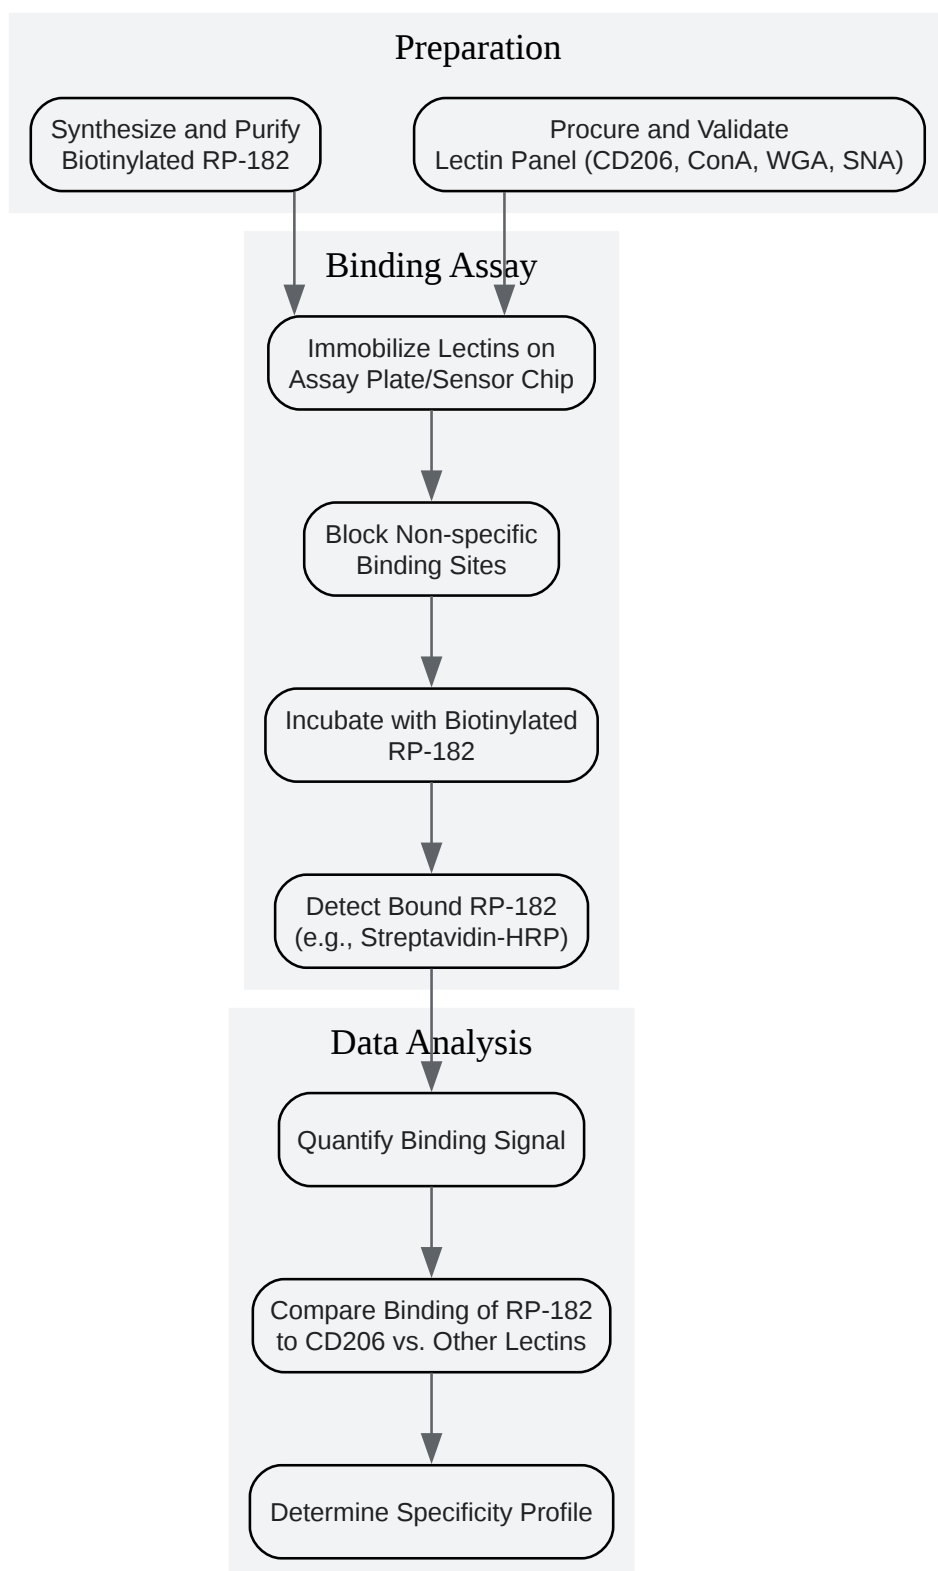 Preparation
Synthesize and Purify
Biotinylated RP-182
Procure and Validate
Lectin Panel (CD206, ConA, WGA, SNA)
Binding Assay
Immobilize Lectins on
Assay Plate/Sensor Chip
Block Non-specific
Binding Sites
Incubate with Biotinylated
RP-182
Detect Bound RP-182
(e.g., Streptavidin-HRP)
Data Analysis
Quantify Binding Signal
Compare Binding of RP-182
to CD206 vs. Other Lectins
Determine Specificity Profile